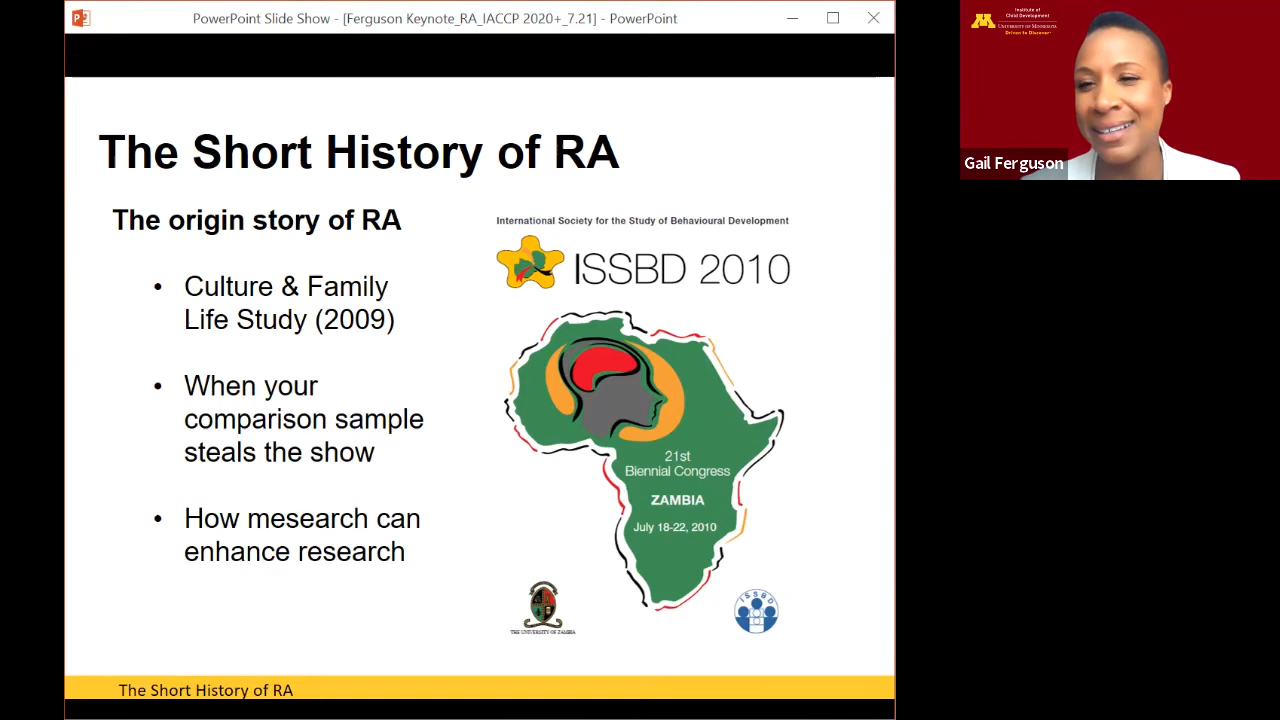 PowerPoint Slide Show - [Ferguson Keynote_RA_IACCP 2020+_7.21] - PowerPoint
Institute of
Child Development
UNIVERSITY OF MINNESOTA
Driven to Discover
Gail Ferguson
The Short History of RA
The origin story of RA
• Culture & Family
Life Study (2009)
• When your
comparison sample
steals the show
• How mesearch can
enhance research
International Society for the Study of Behavioural Development
ISSBD 2010
21st
Biennial Congress
ZAMBIA
July 18-22, 2010
THE UNIVERSITY OF ZAMBIA
ISSBD
The Short History of RA